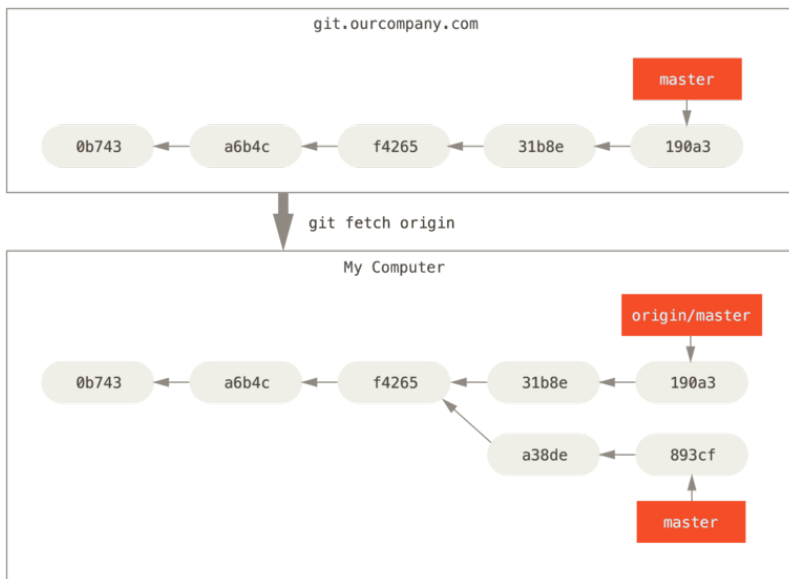 git.ourcompany.com
master
0b743 a6b4c f4265 31b8e 190a3
git fetch origin
My Computer
origin/master
0b743 a6b4c f4265 31b8e 190a3
a38de 893cf
master